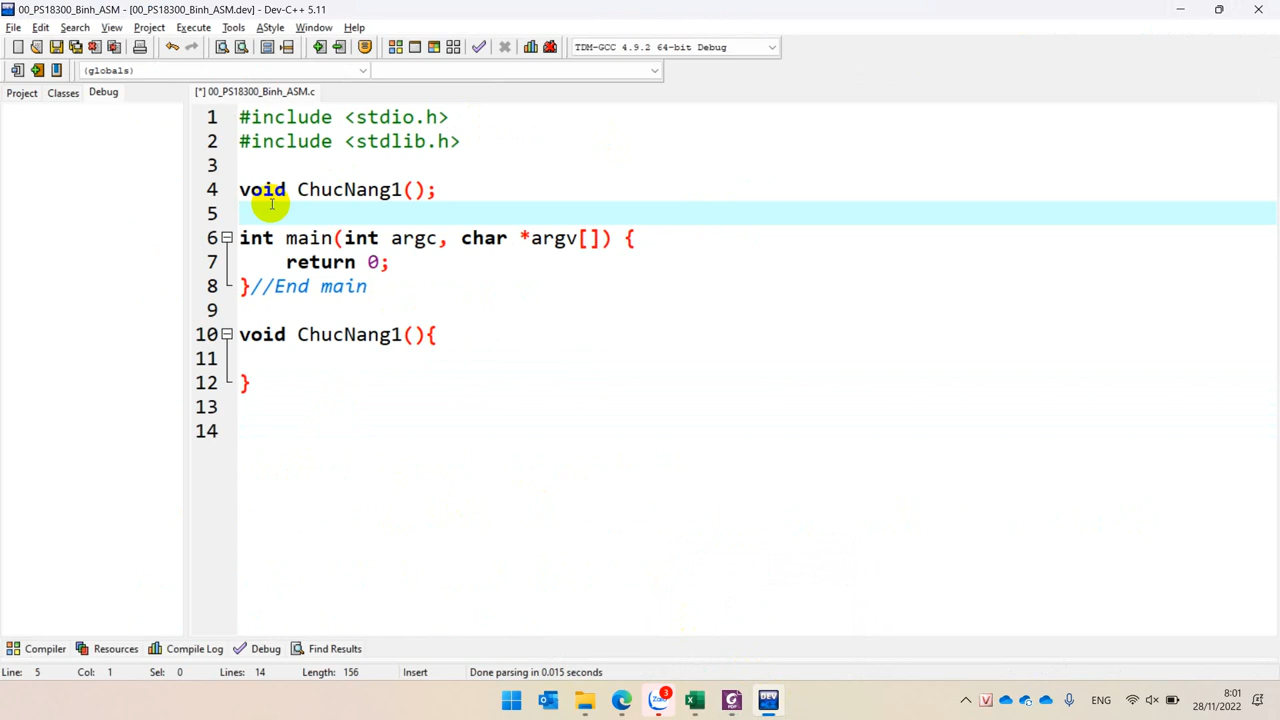 00_PS18300_Binh_ASM - [00_PS18300_Binh_ASM.dev] - Dev-C++ 5.11
File Edit Search View Project Execute Tools AStyle Window Help
TDM-GCC 4.9.2 64-bit Debug
(globals)
Project Classes Debug
[*] 00_PS18300_Binh_ASM.c
1 #include <stdio.h>
2 #include <stdlib.h>
3
4 void ChucNang1();
5
6 int main(int argc, char *argv[]) {
7 return 0;
8 }//End main
9
10 void ChucNang1(){
11
12 }
13
14
Compiler Resources Compile Log Debug Find Results
Line: 5 Col: 1 Sel: 0 Lines: 14 Length: 156 Insert Done parsing in 0.015 seconds
3 DEV ENG 8:01
28/11/2022